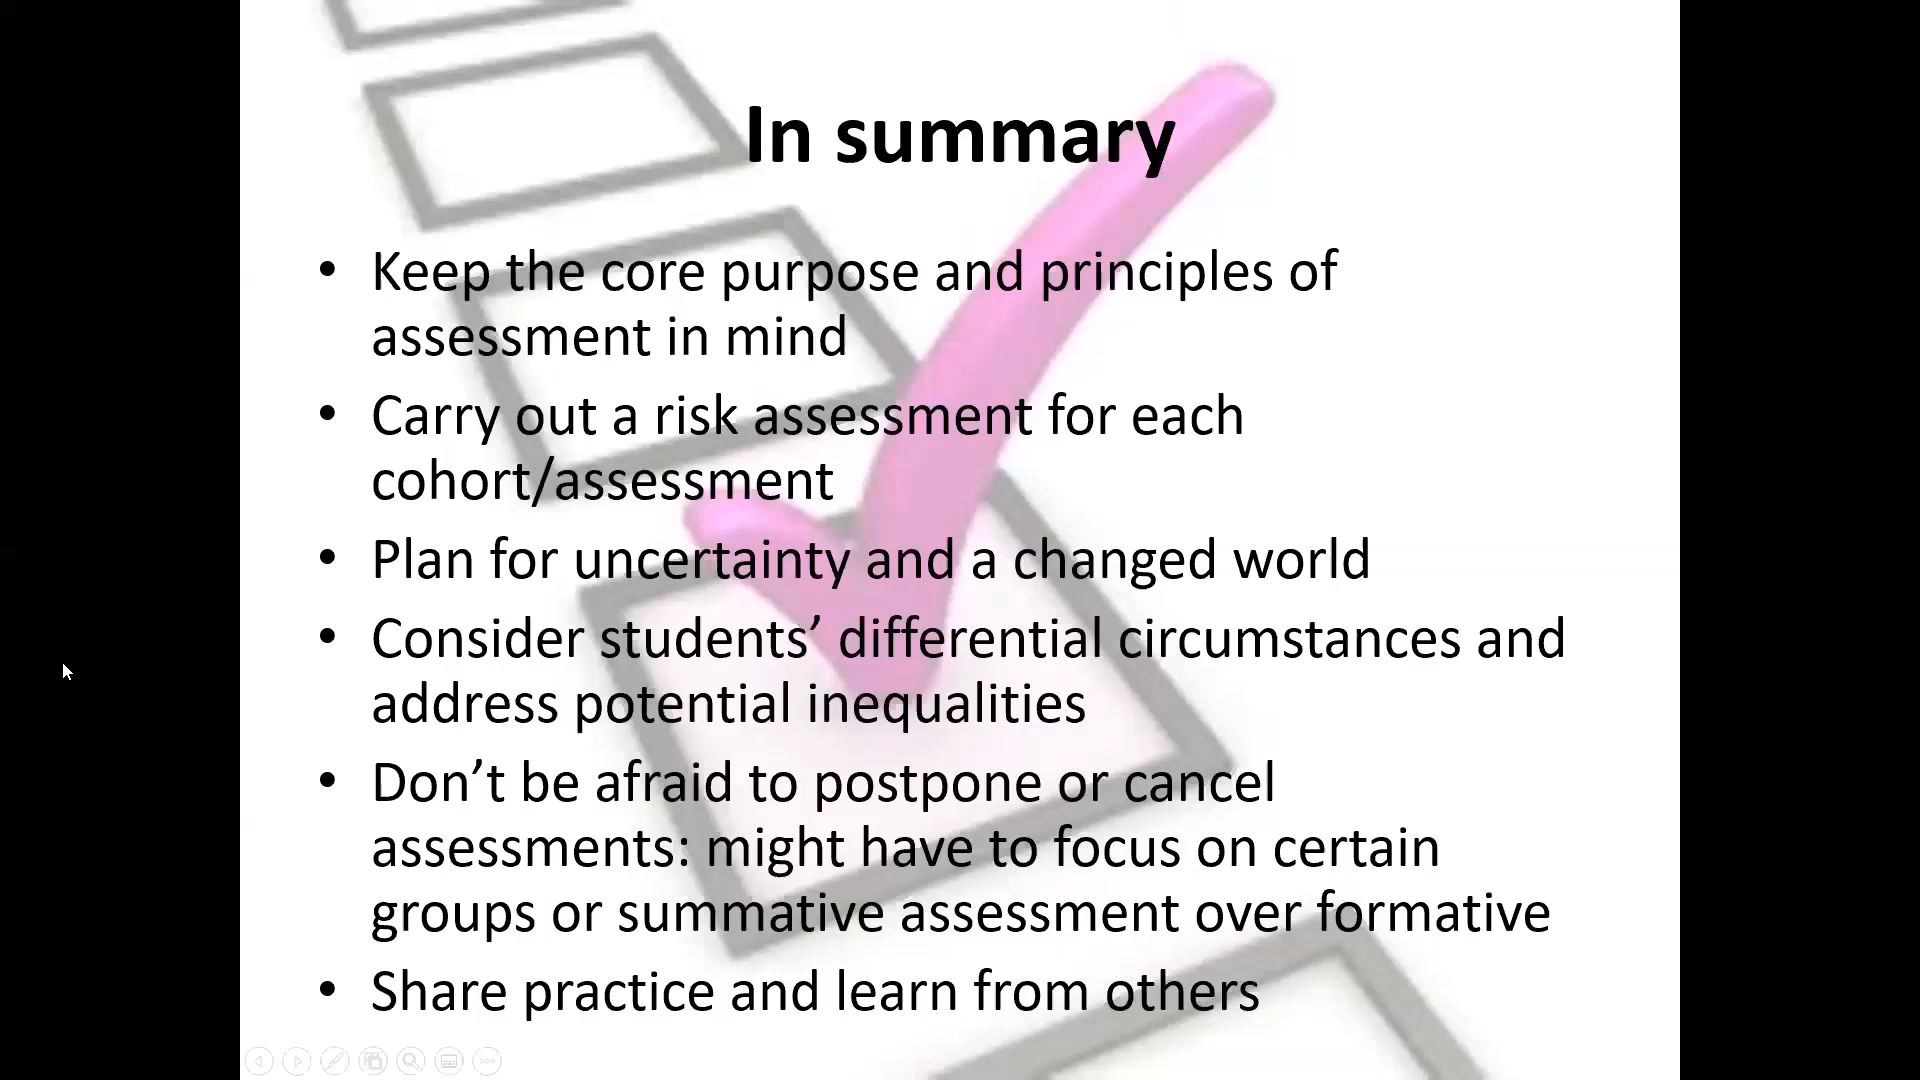 In summary
• Keep the core purpose and principles of
assessment in mind
• Carry out a risk assessment for each
cohort/assessment
• Plan for uncertainty and a changed world
• Consider students’ differential circumstances and
address potential inequalities
• Don’t be afraid to postpone or cancel
assessments: might have to focus on certain
groups or summative assessment over formative
• Share practice and learn from others